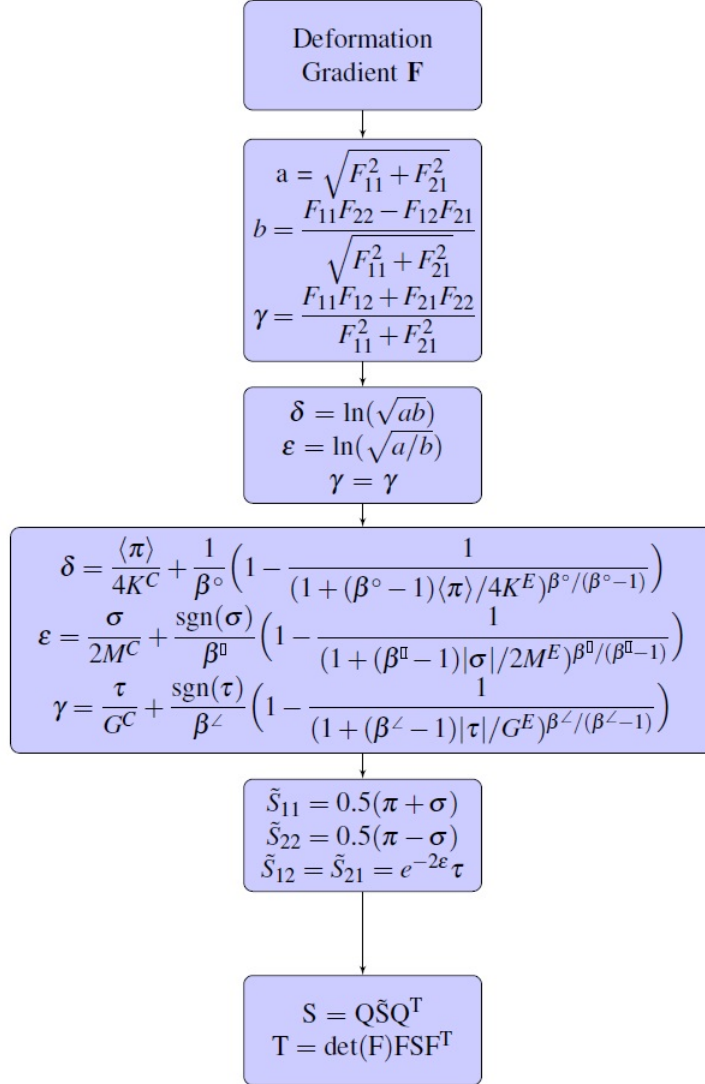 Deformation
Gradient F
a = √(F₁₁² + F₂₁²)
b = (F₁₁F₂₂ − F₁₂F₂₁) / √(F₁₁² + F₂₁²)
γ = (F₁₁F₁₂ + F₂₁F₂₂) / (F₁₁² + F₂₁²)
δ = ln(√(ab))
ε = ln(√(a/b))
γ = γ
δ = ⟨π⟩/4K^C + 1/β° (1 − 1/(1 + (β° − 1)⟨π⟩/4K^E)^{β°/(β°−1)})
ε = σ/2M^C + sgn(σ)/β^▯ (1 − 1/(1 + (β^▯ − 1)|σ|/2M^E)^{β^▯/(β^▯−1)})
γ = τ/G^C + sgn(τ)/β^∠ (1 − 1/(1 + (β^∠ − 1)|τ|/G^E)^{β^∠/(β^∠−1)})
S̃₁₁ = 0.5(π + σ)
S̃₂₂ = 0.5(π − σ)
S̃₁₂ = S̃₂₁ = e^{−2ε}τ
S = QS̃Q^T
T = det(F)FSF^T